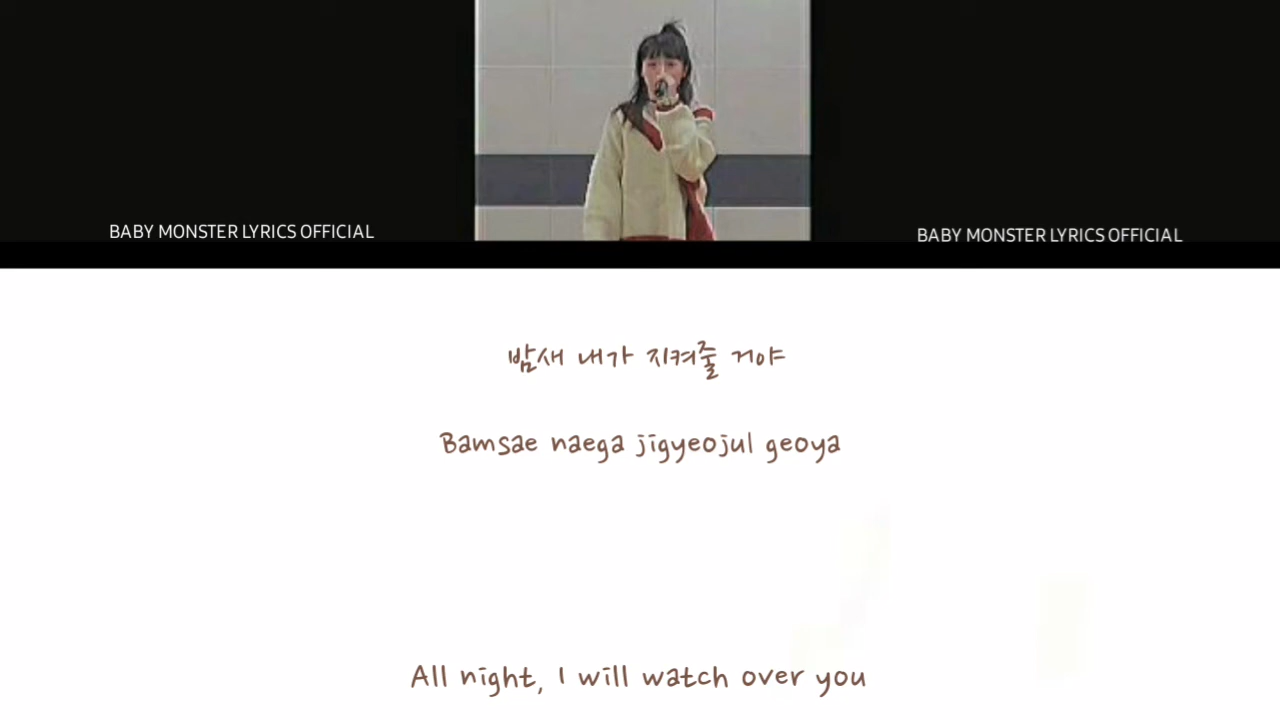 BABY MONSTER LYRICS OFFICIAL
BABY MONSTER LYRICS OFFICIAL
밤새 내가 지켜줄 거야
Bamsae naega jigyeojul geoya
All night, I will watch over you